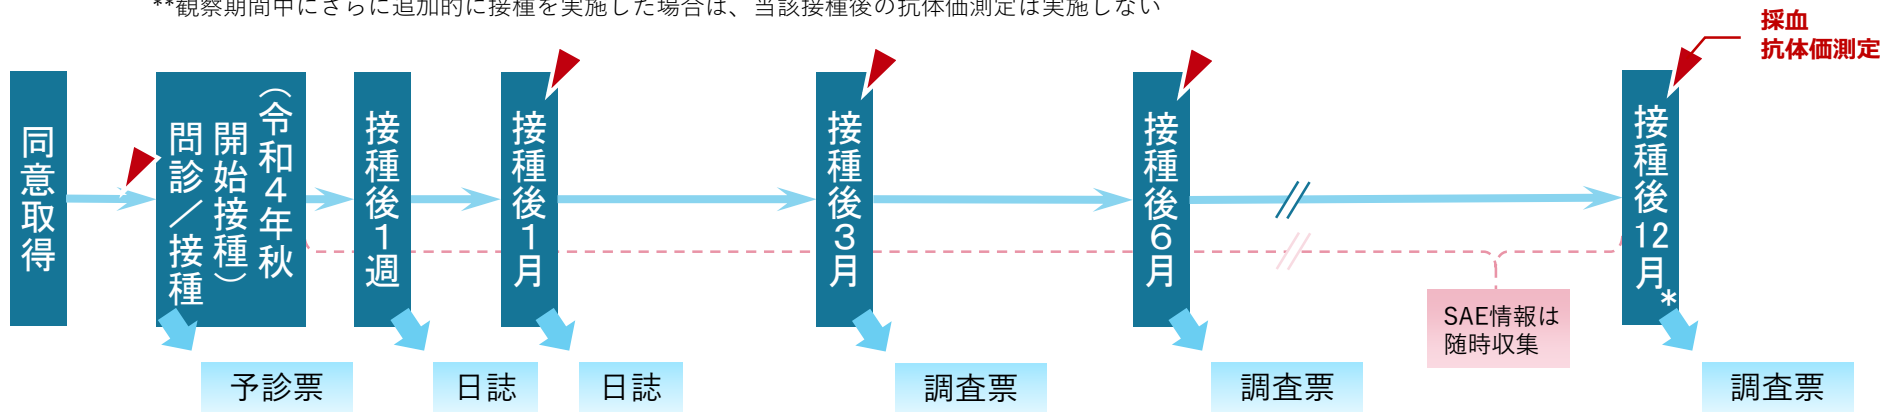 **観察期間中にさらに追加的に接種を実施した場合は、当該接種後の抗体価測定は実施しない
採血
抗体価測定
同意取得
（令和４年秋
開始接種）
問診／接種
接種後１週
接種後１月
接種後３月
接種後６月
接種後12月*
SAE情報は
随時収集
予診票
日誌
日誌
調査票
調査票
調査票